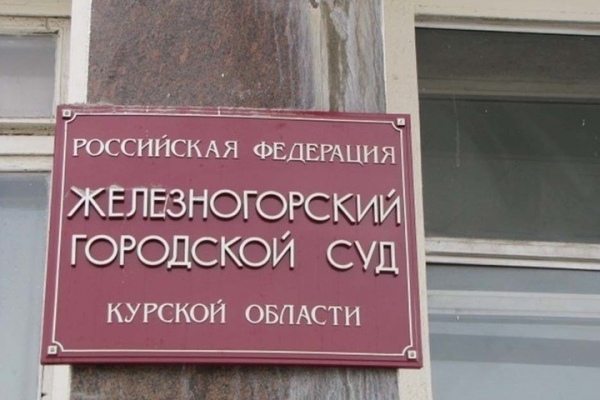 РОССИЙСКАЯ ФЕДЕРАЦИЯ
ЖЕЛЕЗНОГОРСКИЙ
ГОРОДСКОЙ СУД
КУРСКОЙ ОБЛАСТИ